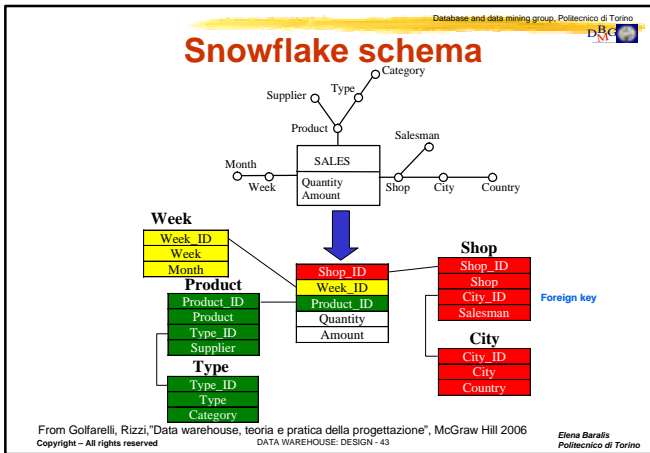 Database and data mining group, Politecnico di Torino
DBMG
Snowflake schema
Category
Type
Supplier
Product
Salesman
SALES
Month
Week
Quantity
Amount
Shop
City
Country
Week
Week_ID
Week
Month
Product
Product_ID
Product
Type_ID
Supplier
Type
Type_ID
Type
Category
Shop_ID
Week_ID
Product_ID
Quantity
Amount
Shop
Shop_ID
Shop
City_ID
Salesman
Foreign key
City
City_ID
City
Country
From Golfarelli, Rizzi,"Data warehouse, teoria e pratica della progettazione", McGraw Hill 2006
Copyright – All rights reserved
DATA WAREHOUSE: DESIGN - 43
Elena Baralis
Politecnico di Torino